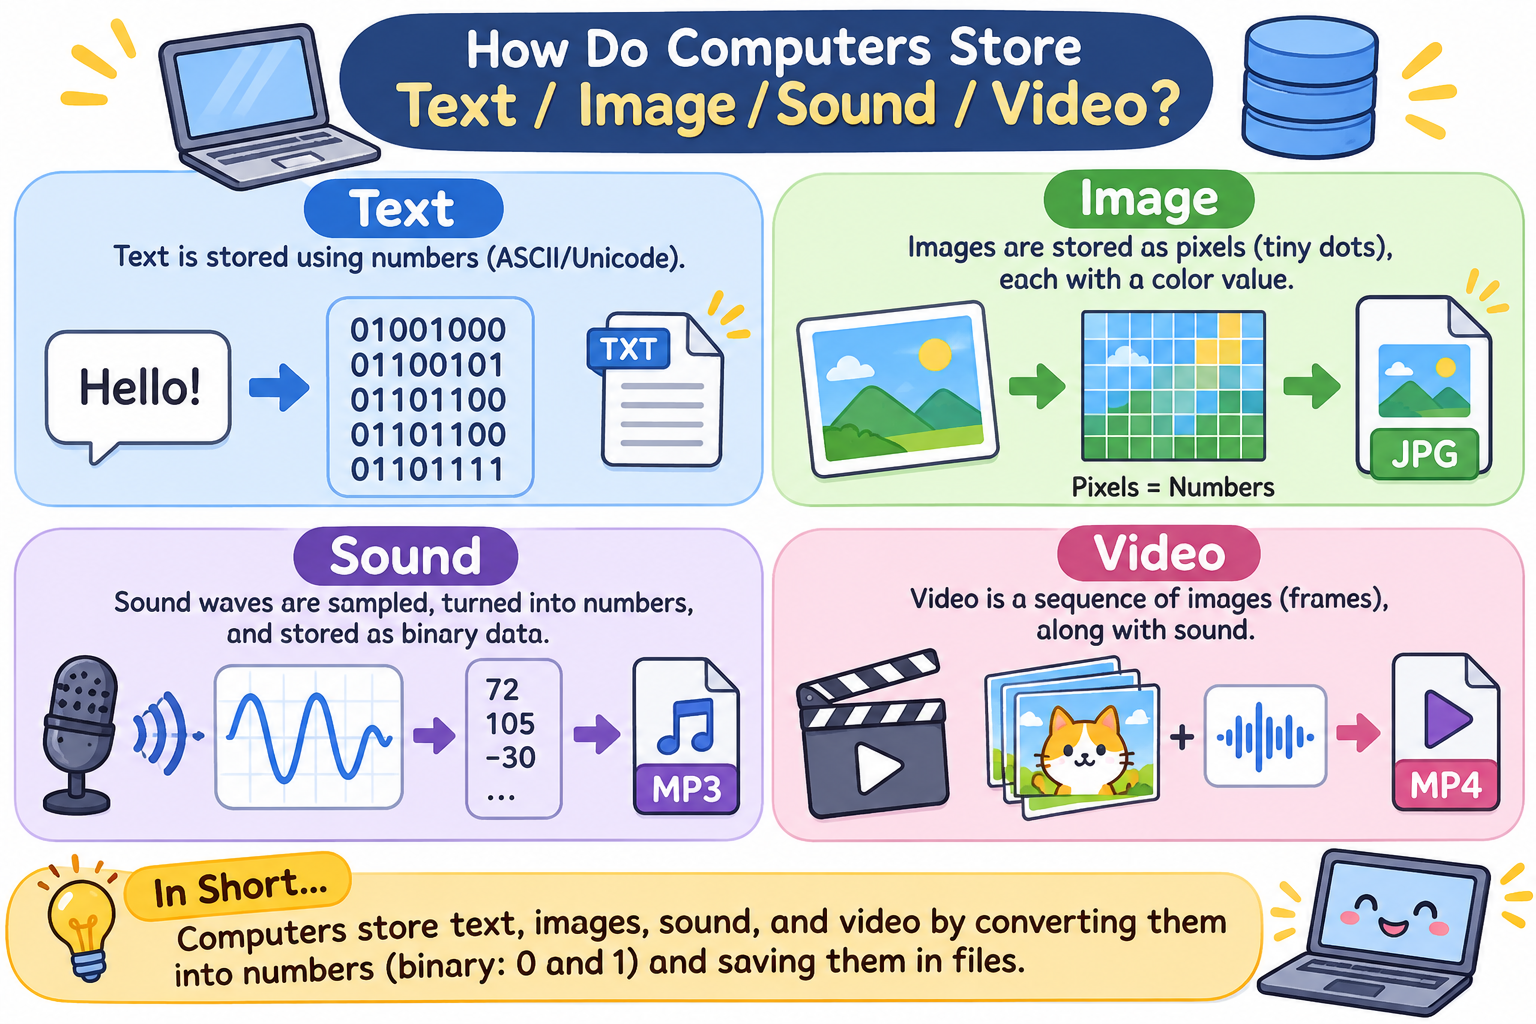 How Do Computers Store
Text / Image / Sound / Video?
Text
Text is stored using numbers (ASCII/Unicode).
Hello!
01001000
01100101
01101100
01101100
01101111
TXT
Image
Images are stored as pixels (tiny dots),
each with a color value.
Pixels = Numbers
JPG
Sound
Sound waves are sampled, turned into numbers,
and stored as binary data.
72
105
-30
...
MP3
Video
Video is a sequence of images (frames),
along with sound.
+
MP4
In Short...
Computers store text, images, sound, and video by converting them
into numbers (binary: 0 and 1) and saving them in files.